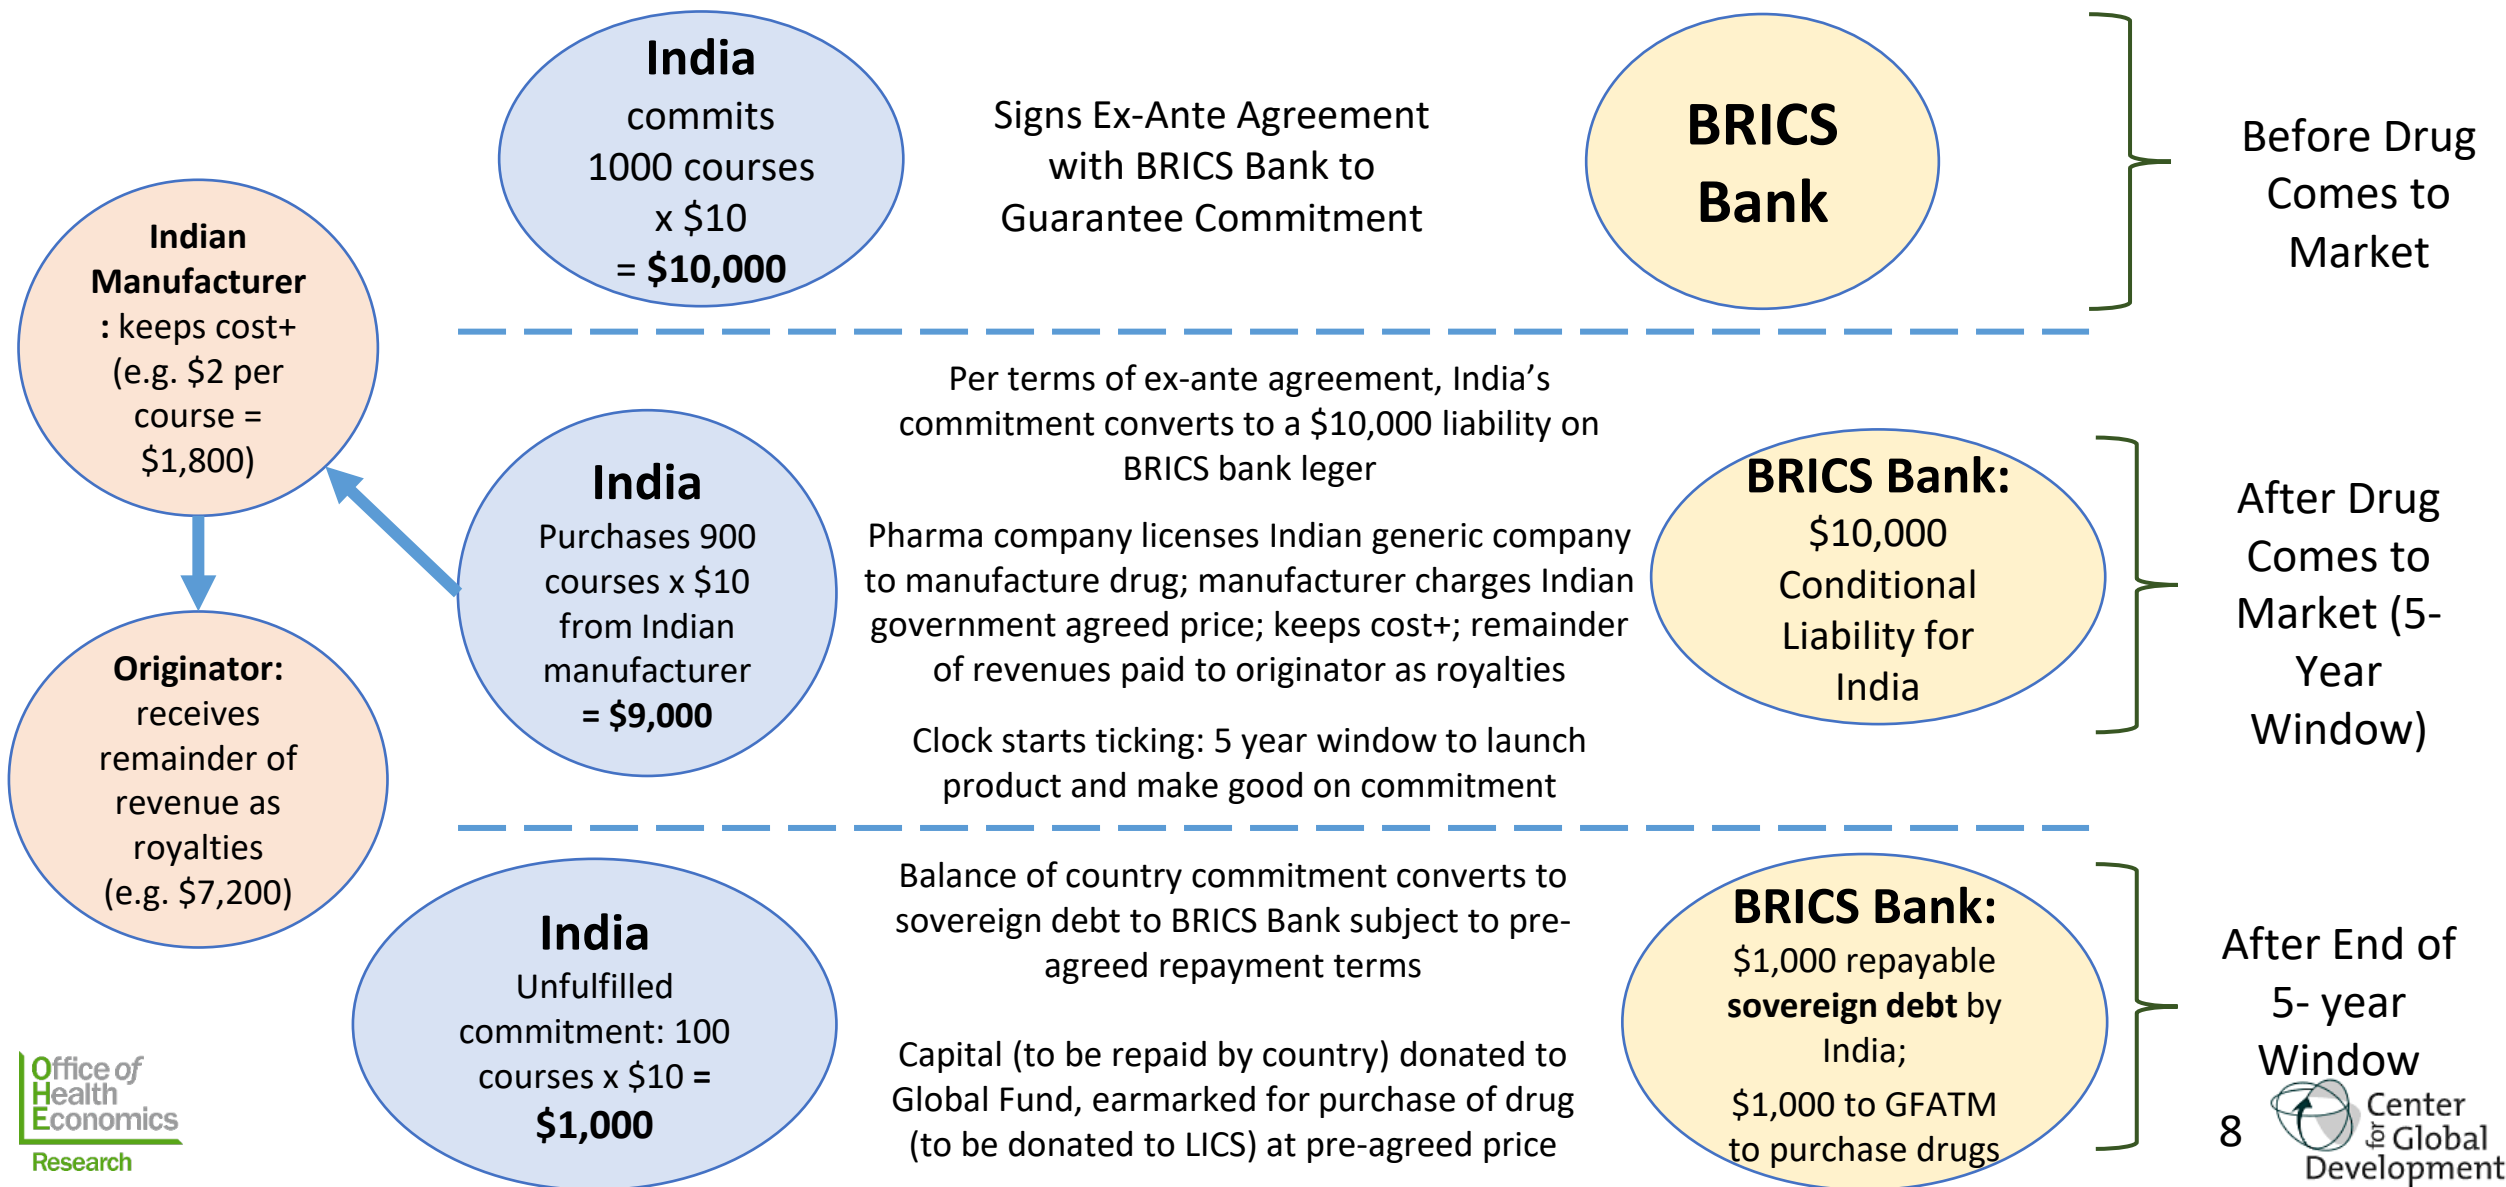 India
commits
1000 courses
x $10
= $10,000
Signs Ex-Ante Agreement
with BRICS Bank to
Guarantee Commitment
BRICS
Bank
Before Drug
Comes to
Market
Indian
Manufacturer
: keeps cost+
(e.g. $2 per
course =
$1,800)
Originator:
receives
remainder of
revenue as
royalties
(e.g. $7,200)
India
Purchases 900
courses x $10
from Indian
manufacturer
= $9,000
Per terms of ex-ante agreement, India’s
commitment converts to a $10,000 liability on
BRICS bank leger
Pharma company licenses Indian generic company
to manufacture drug; manufacturer charges Indian
government agreed price; keeps cost+; remainder
of revenues paid to originator as royalties
Clock starts ticking: 5 year window to launch
product and make good on commitment
BRICS Bank:
$10,000
Conditional
Liability for
India
After Drug
Comes to
Market (5-
Year
Window)
India
Unfulfilled
commitment: 100
courses x $10 =
$1,000
Balance of country commitment converts to
sovereign debt to BRICS Bank subject to pre-
agreed repayment terms
Capital (to be repaid by country) donated to
Global Fund, earmarked for purchase of drug
(to be donated to LICS) at pre-agreed price
BRICS Bank:
$1,000 repayable
sovereign debt by
India;
$1,000 to GFATM
to purchase drugs
After End of
5- year
Window
Office of
Health
Economics
Research
8
Center
for Global
Development